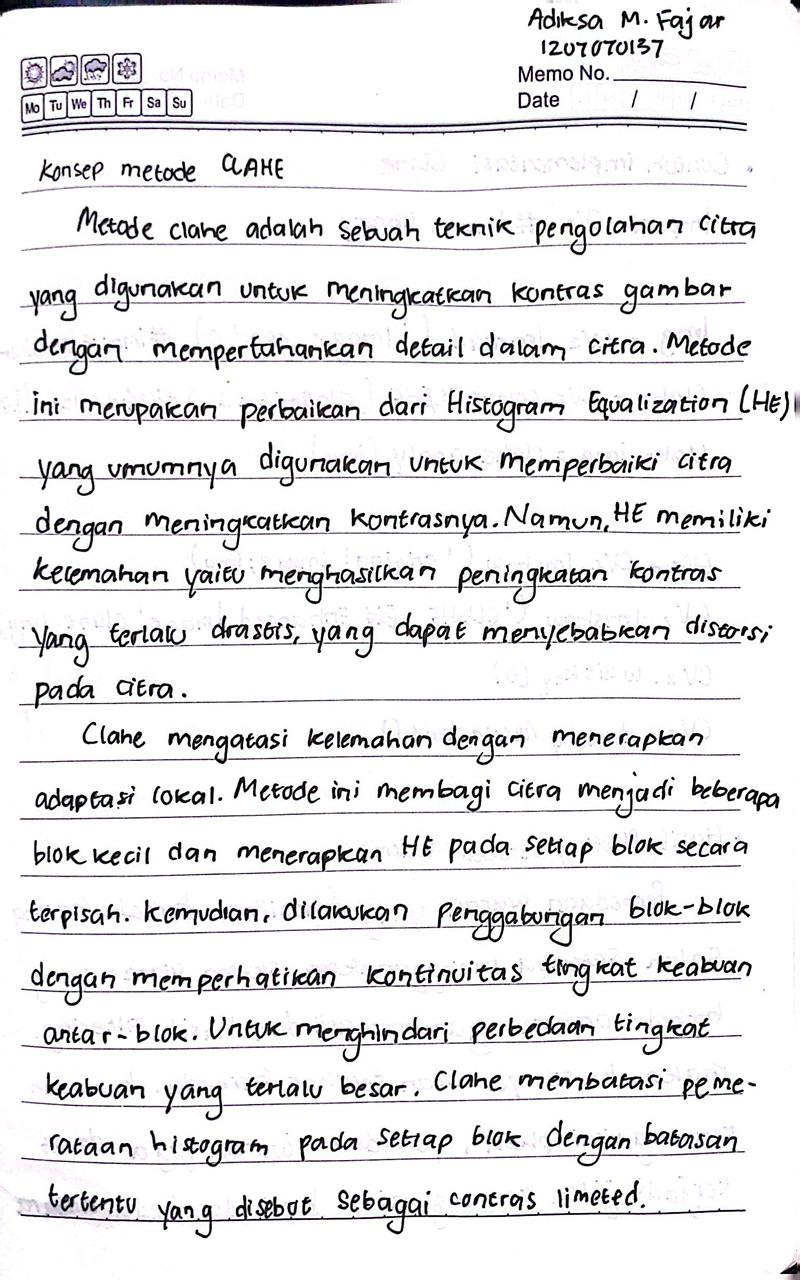 Adiksa M. Fajar
1207070137
Memo No.
Date / /
Mo Tu We Th Fr Sa Su
Konsep metode CLAHE
Metode clahe adalah sebuah teknik pengolahan citra
yang digunakan untuk meningkatkan kontras gambar
dengan mempertahankan detail dalam citra. Metode
ini merupakan perbaikan dari Histogram Equalization (HE)
yang umumnya digunakan untuk memperbaiki citra
dengan meningkatkan kontrasnya. Namun, HE memiliki
kelemahan yaitu menghasilkan peningkatan kontras
yang terlalu drastis, yang dapat menyebabkan distorsi
pada citra.
Clahe mengatasi kelemahan dengan menerapkan
adaptasi lokal. Metode ini membagi citra menjadi beberapa
blok kecil dan menerapkan HE pada setiap blok secara
terpisah. Kemudian, dilakukan penggabungan blok-blok
dengan memperhatikan kontinuitas tingkat keabuan
antar-blok. Untuk menghindari perbedaan tingkat
keabuan yang terlalu besar. Clahe membatasi peme-
rataan histogram pada setiap blok dengan batasan
tertentu yang disebut sebagai contras limeted.